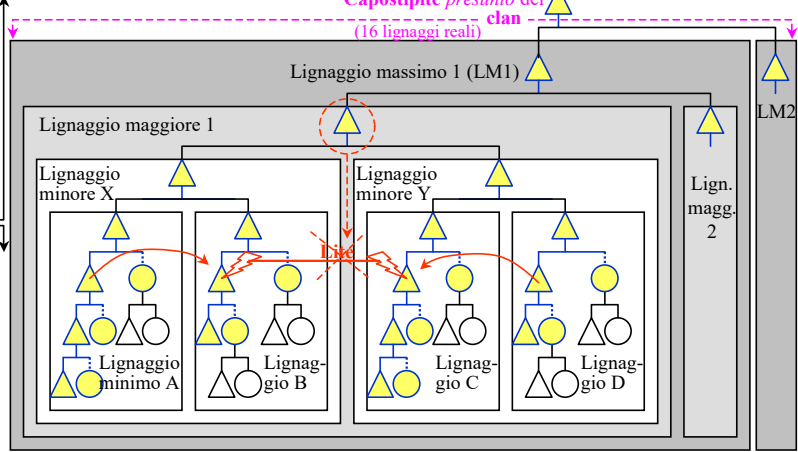 Capostipite presunto del
clan
(16 lignaggi reali)
Lignaggio massimo 1 (LM1)
LM2
Lignaggio maggiore 1
Lign.
magg.
2
Lignaggio
minore X
Lignaggio
minore Y
Lite
Lignaggio
minimo A
Lignag-
gio B
Lignag-
gio C
Lignag-
gio D